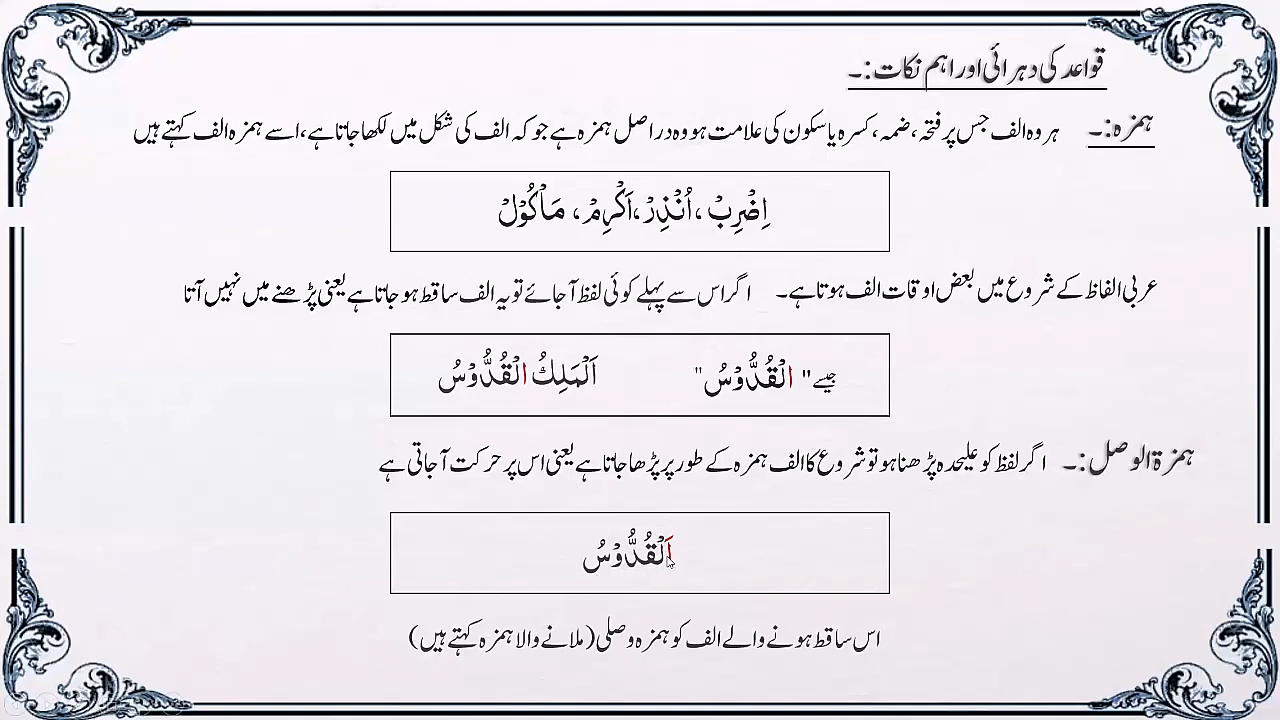 قواعد کی دہرائی اور اہم نکات:۔
ہمزہ:۔ ہر وہ الف جس پر فتحہ، ضمہ، کسرہ یا سکون کی علامت ہو وہ دراصل ہمزہ ہے جو کہ الف کی شکل میں لکھا جاتا ہے، اسے ہمزہ الف کہتے ہیں
اِضْرِبْ، اُنْذِرْ، اَكْرِمْ، مَاْكُوْلْ
عربی الفاظ کے شروع میں بعض اوقات الف ہوتا ہے۔ اگر اس سے پہلے کوئی لفظ آجائے تو یہ الف ساقط ہو جاتا ہے یعنی پڑھنے میں نہیں آتا
جیسے "الْقُدُّوْسُ" اَلْمَلِكُ الْقُدُّوْسُ
ہمزۃ الوصل:۔ اگر لفظ کو علیحدہ پڑھنا ہو تو شروع کا الف ہمزہ کے طور پر پڑھا جاتا ہے یعنی اس پر حرکت آجاتی ہے
اَلْقُدُّوْسُ
اس ساقط ہونے والے الف کو ہمزہ وصلی (ملانے والا ہمزہ کہتے ہیں)